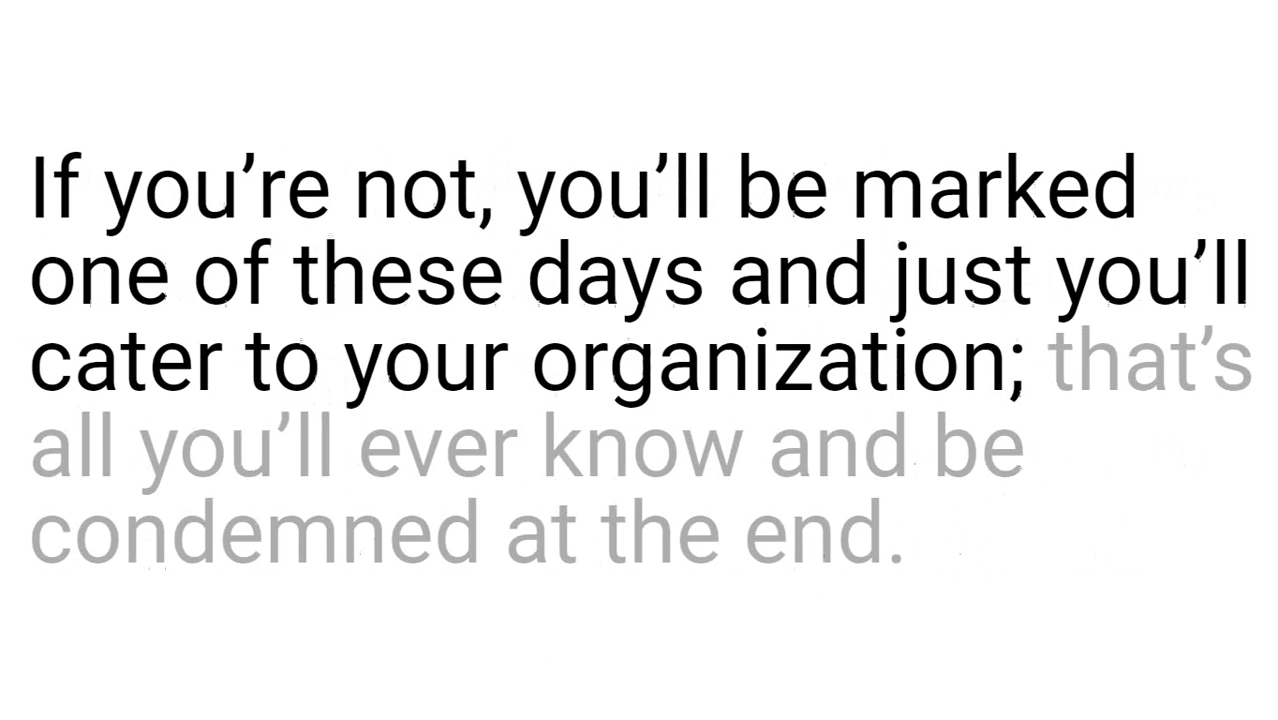 If you’re not, you’ll be marked
one of these days and just you’ll
cater to your organization; that’s
all you’ll ever know and be
condemned at the end.